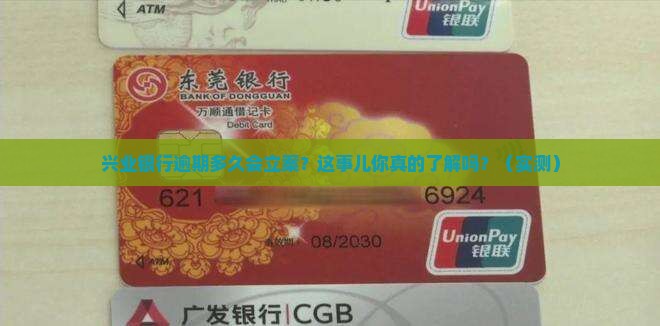 ATM
UnionPay
银联
东莞银行
BANK OF DONGGUAN
万顺通借记卡
Debit Card
兴业银行逾期多久会立案?这事儿你真的了解吗?(实测)
621
6924
08/2030
ATM
UnionPay
银联
广发银行|CGB